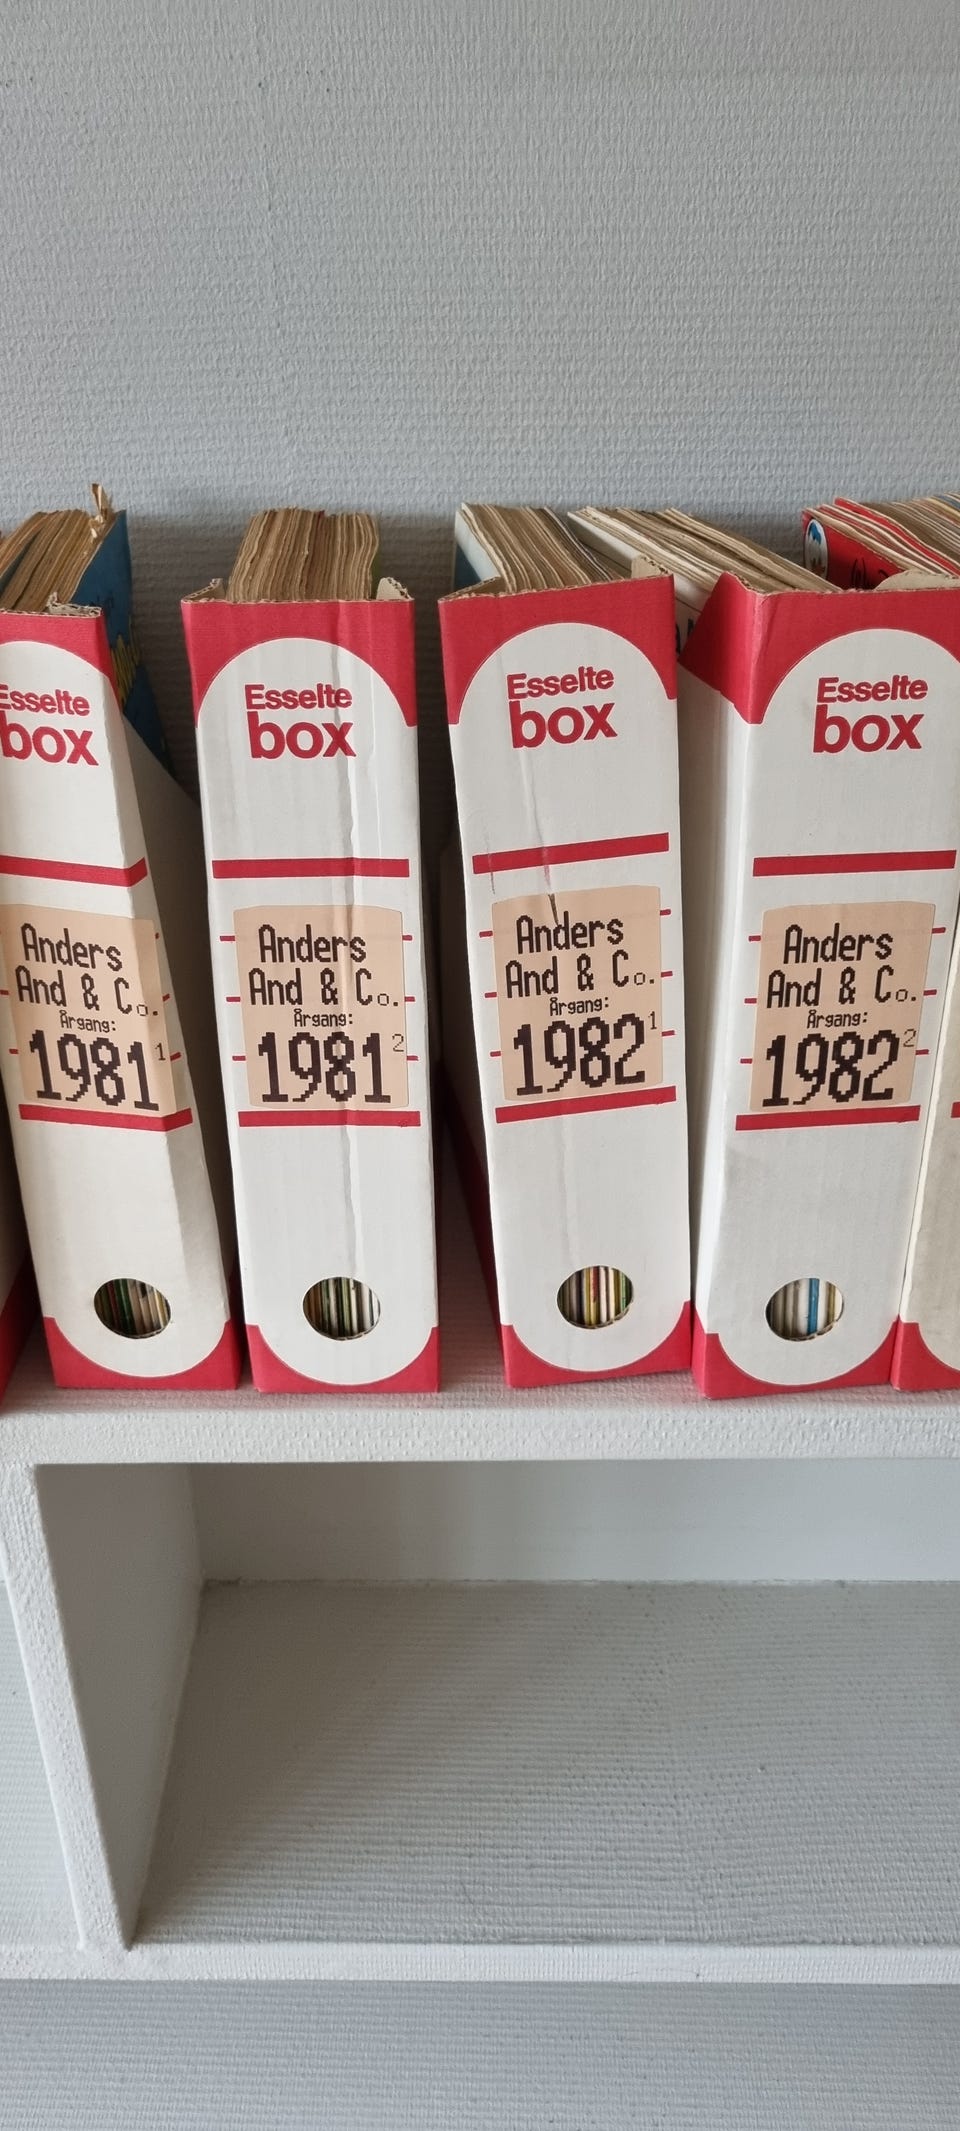 Esselte
box
Anders
And & Co.
Årgang:
1981 1
Esselte
box
Anders
And & Co.
Årgang:
1981 2
Esselte
box
Anders
And & Co.
Årgang:
1982 1
Esselte
box
Anders
And & Co.
Årgang:
1982 2